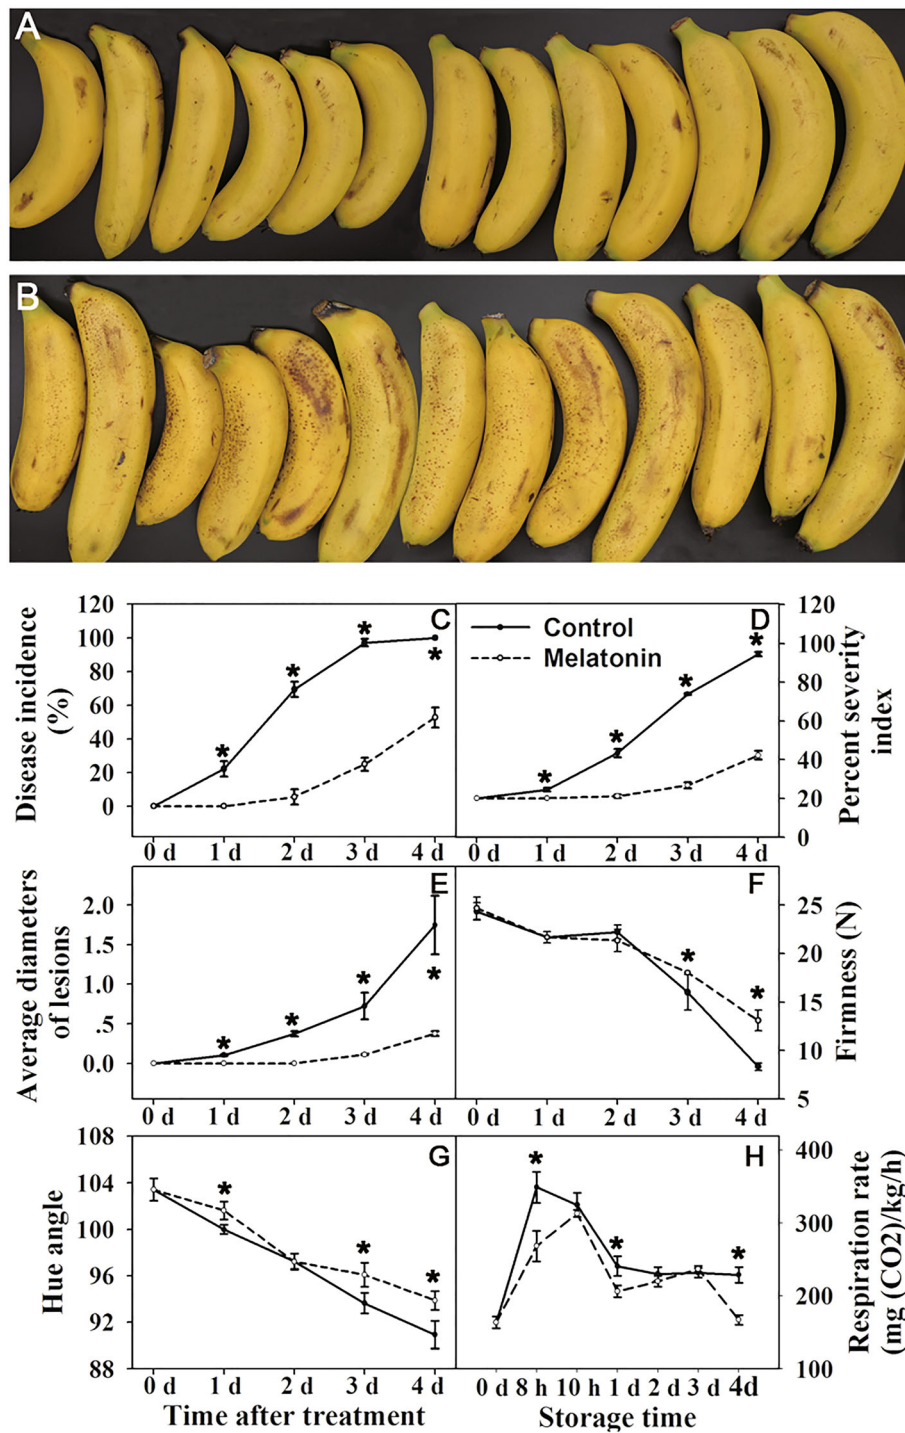 A
B
120
100
80
60
40
20
0
Disease incidence
(%)
C
0 d
1 d
2 d
3 d
4 d
*
*
*
*
D
Control
Melatonin
*
*
*
*
120
100
80
60
40
20
0
Percent severity
index
0 d
1 d
2 d
3 d
4 d
Average diameters
of lesions
2.0
1.5
1.0
.5
0.0
E
*
*
*
*
0 d
1 d
2 d
3 d
4 d
F
*
*
25
20
15
10
5
Firmness (N)
0 d
1 d
2 d
3 d
4 d
Hue angle
108
104
100
96
92
88
G
*
*
*
0 d
1 d
2 d
3 d
4 d
Time after treatment
H
*
*
*
400
300
200
100
Respiration rate
(mg (CO2)/kg/h)
0 d
8 h
10 h
1 d
2 d
3 d
4d
Storage time